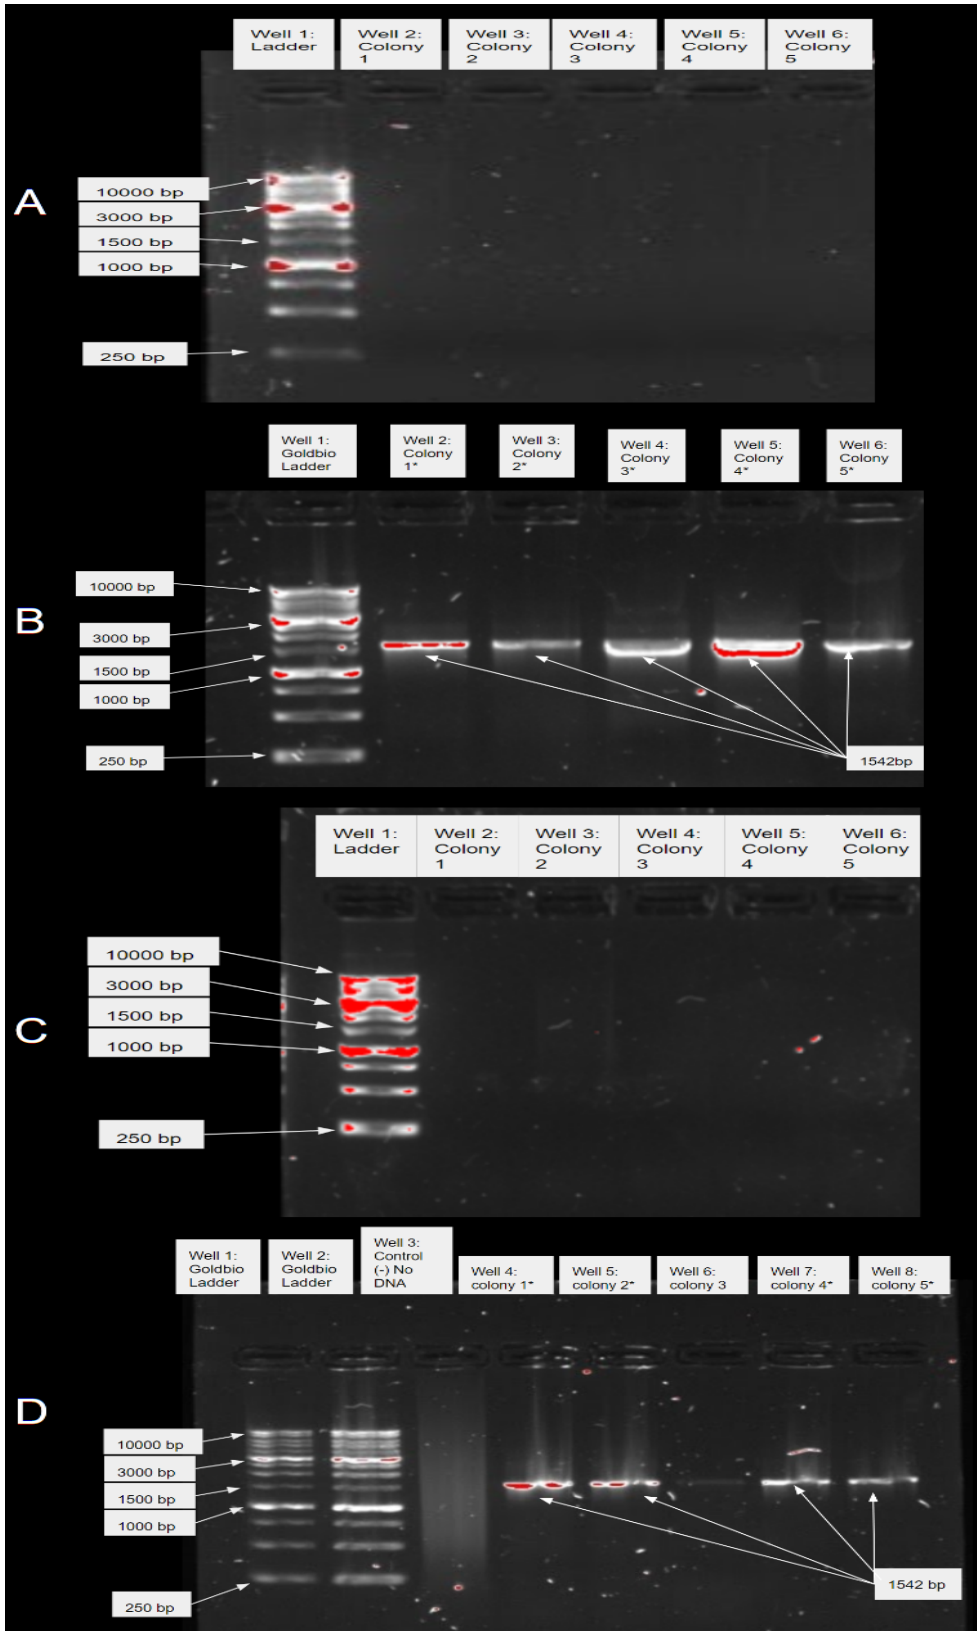 Well 1:
Ladder
Well 2:
Colony
1
Well 3:
Colony
2
Well 4:
Colony
3
Well 5:
Colony
4
Well 6:
Colony
5
A
10000 bp
3000 bp
1500 bp
1000 bp
250 bp
Well 1:
Goldbio
Ladder
Well 2:
Colony
1*
Well 3:
Colony
2*
Well 4:
Colony
3*
Well 5:
Colony
4*
Well 6:
Colony
5*
B
10000 bp
3000 bp
1500 bp
1000 bp
250 bp
1542bp
Well 1:
Ladder
Well 2:
Colony
1
Well 3:
Colony
2
Well 4:
Colony
3
Well 5:
Colony
4
Well 6:
Colony
5
C
10000 bp
3000 bp
1500 bp
1000 bp
250 bp
Well 1:
Goldbio
Ladder
Well 2:
Goldbio
Ladder
Well 3:
Control
(-) No
DNA
Well 4:
colony 1*
Well 5:
colony 2*
Well 6:
colony 3
Well 7:
colony 4*
Well 8:
colony 5*
D
10000 bp
3000 bp
1500 bp
1000 bp
250 bp
1542 bp